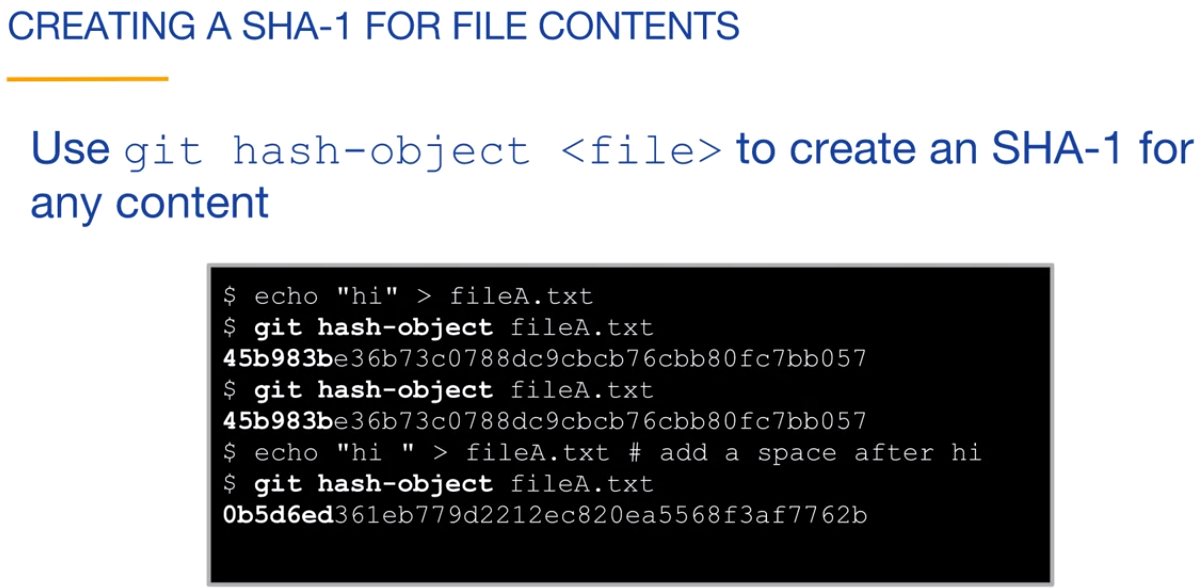 CREATING A SHA-1 FOR FILE CONTENTS
Use git hash-object <file> to create an SHA-1 for
any content
$ echo "hi" > fileA.txt
$ git hash-object fileA.txt
45b983be36b73c0788dc9cbcb76cbb80fc7bb057
$ git hash-object fileA.txt
45b983be36b73c0788dc9cbcb76cbb80fc7bb057
$ echo "hi " > fileA.txt # add a space after hi
$ git hash-object fileA.txt
0b5d6ed361eb779d2212ec820ea5568f3af7762b